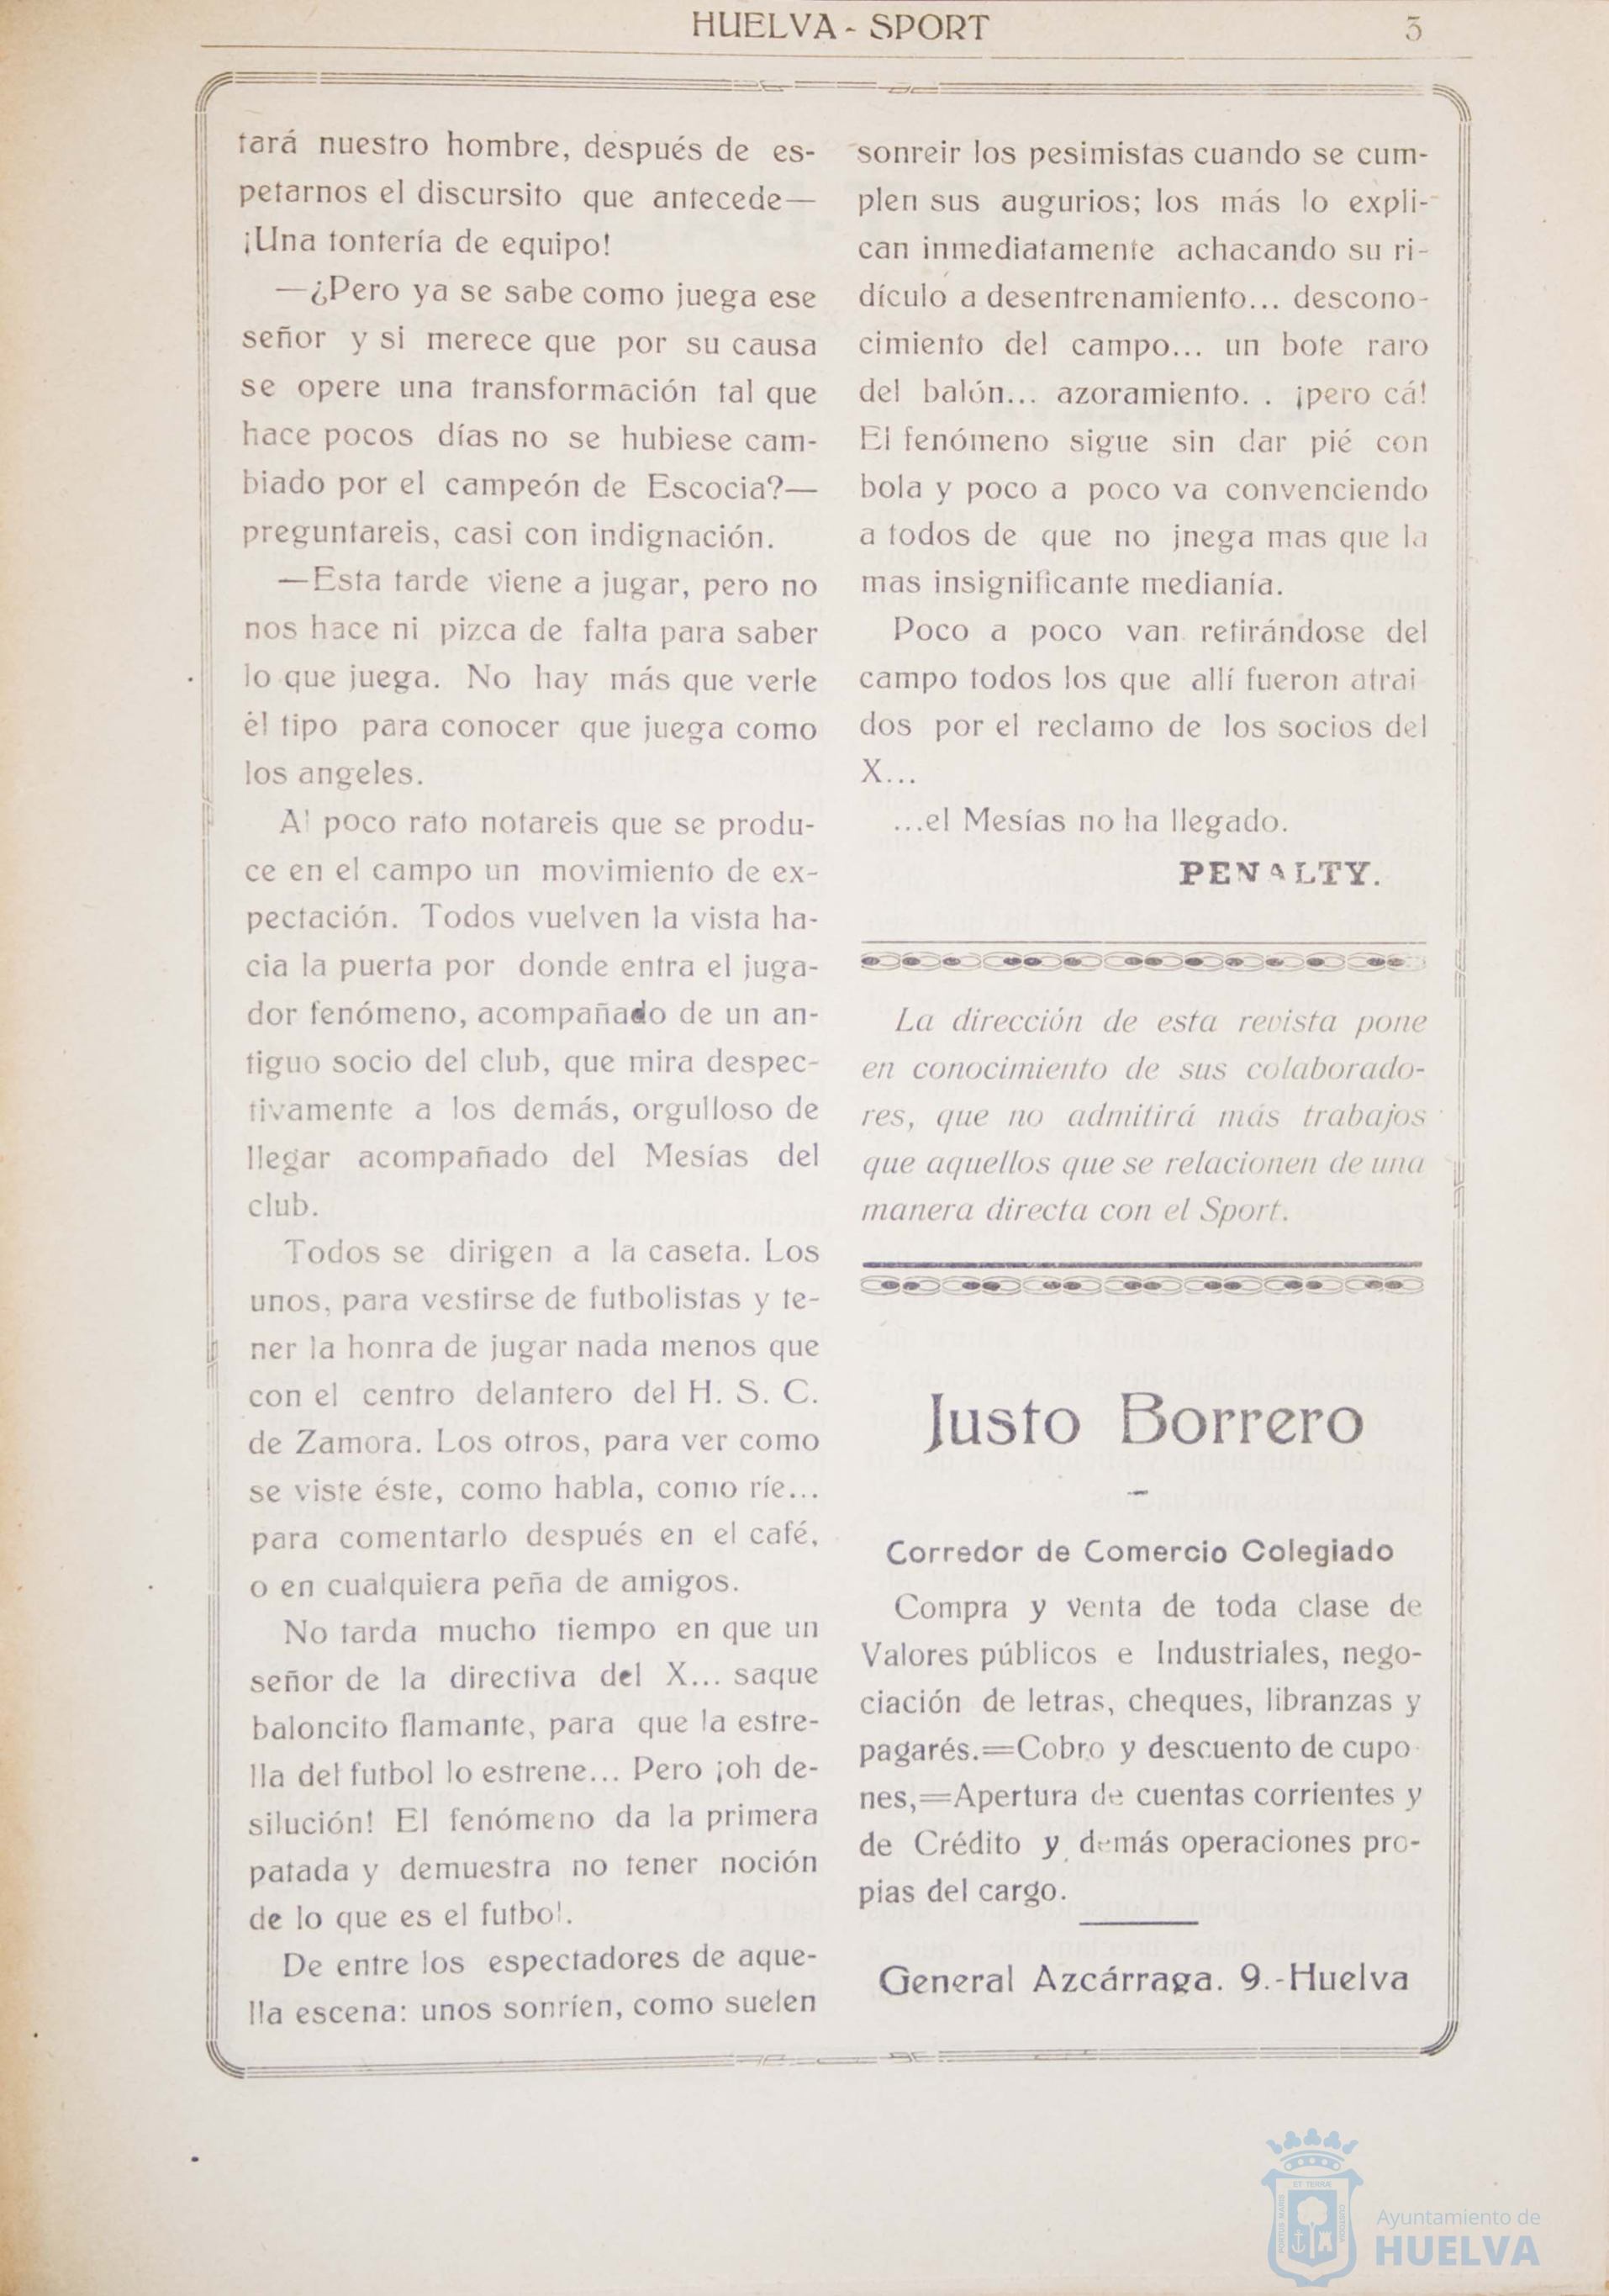 HUELVA - SPORT
3
tará nuestro hombre, después de es-
petarnos el discursito que antecede—
¡Una tontería de equipo!
—¿Pero ya se sabe como juega ese
señor y si merece que por su causa
se opere una transformación tal que
hace pocos días no se hubiese cam-
biado por el campeón de Escocia?—
preguntareis, casi con indignación.
—Esta tarde viene a jugar, pero no
nos hace ni pizca de falta para saber
lo que juega. No hay más que verle
él tipo para conocer que juega como
los angeles.
Al poco rato notareis que se produ-
ce en el campo un movimiento de ex-
pectación. Todos vuelven la vista ha-
cia la puerta por donde entra el juga-
dor fenómeno, acompañado de un an-
tiguo socio del club, que mira despec-
tivamente a los demás, orgulloso de
llegar acompañado del Mesías del
club.
Todos se dirigen a la caseta. Los
unos, para vestirse de futbolistas y te-
ner la honra de jugar nada menos que
con el centro delantero del H. S. C.
de Zamora. Los otros, para ver como
se viste éste, como habla, como ríe...
para comentarlo después en el café,
o en cualquiera peña de amigos.
No tarda mucho tiempo en que un
señor de la directiva del X... saque
baloncito flamante, para que la estre-
lla del futbol lo estrene... Pero ¡oh de-
silución! El fenómeno da la primera
patada y demuestra no tener noción
de lo que es el futbol.
De entre los espectadores de aque-
lla escena: unos sonríen, como suelen
sonreir los pesimistas cuando se cum-
plen sus augurios; los más lo expli-
can inmediatamente achacando su ri-
dículo a desentrenamiento... descono-
cimiento del campo... un bote raro
del balón... azoramiento. . ¡pero cá!
El fenómeno sigue sin dar pié con
bola y poco a poco va convenciendo
a todos de que no jnega mas que la
mas insignificante medianía.
Poco a poco van retirándose del
campo todos los que allí fueron atrai
dos por el reclamo de los socios del
X...
...el Mesías no ha llegado.
PENALTY.
La dirección de esta revista pone
en conocimiento de sus colaborado-
res, que no admitirá más trabajos
que aquellos que se relacionen de una
manera directa con el Sport.
Justo Borrero
Corredor de Comercio Colegiado
Compra y venta de toda clase de
Valores públicos e Industriales, nego-
ciación de letras, cheques, libranzas y
pagarés.=Cobro y descuento de cupo
nes,=Apertura de cuentas corrientes y
de Crédito y demás operaciones pro-
pias del cargo.
General Azcárraga. 9.-Huelva
Ayuntamiento de
HUELVA